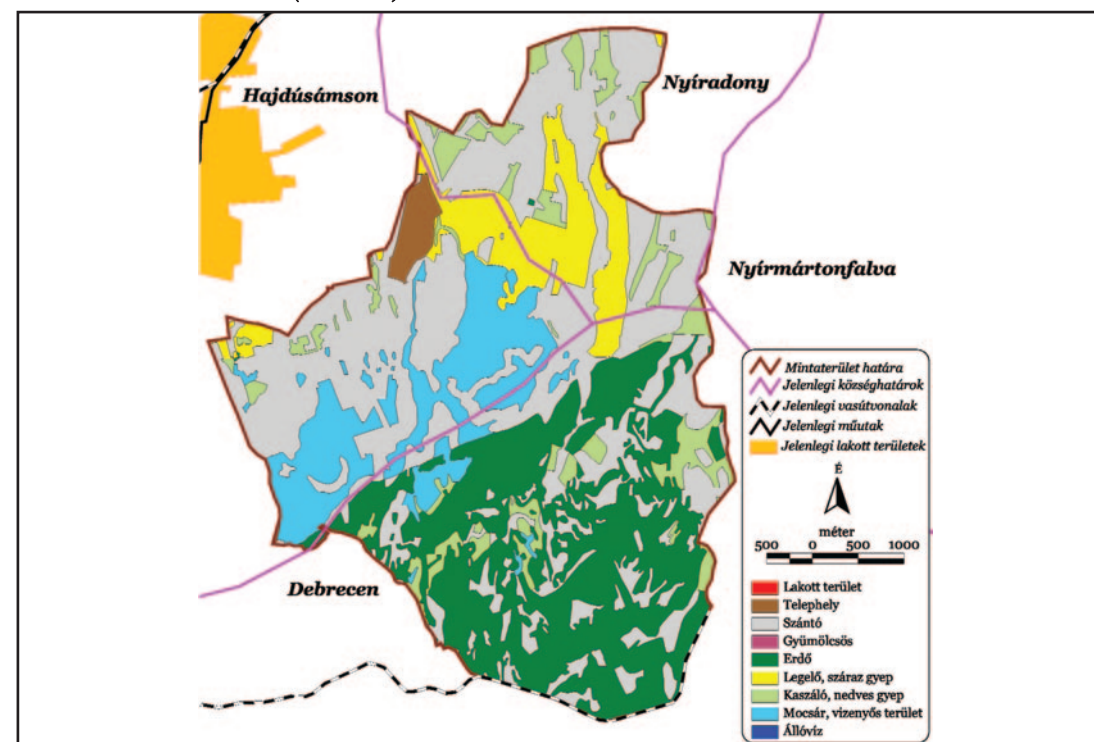 Hajdúsámson
Nyíradony
Nyírmártonfalva
Debrecen
Mintaterület határa
Jelenlegi községhatárok
Jelenlegi vasútvonalak
Jelenlegi műutak
Jelenlegi lakott területek
É
méter
500 0 500 1000
Lakott terület
Telephely
Szántó
Gyümölcsös
Erdő
Legelő, száraz gyep
Kaszáló, nedves gyep
Mocsár, vizenyős terület
Állóvíz